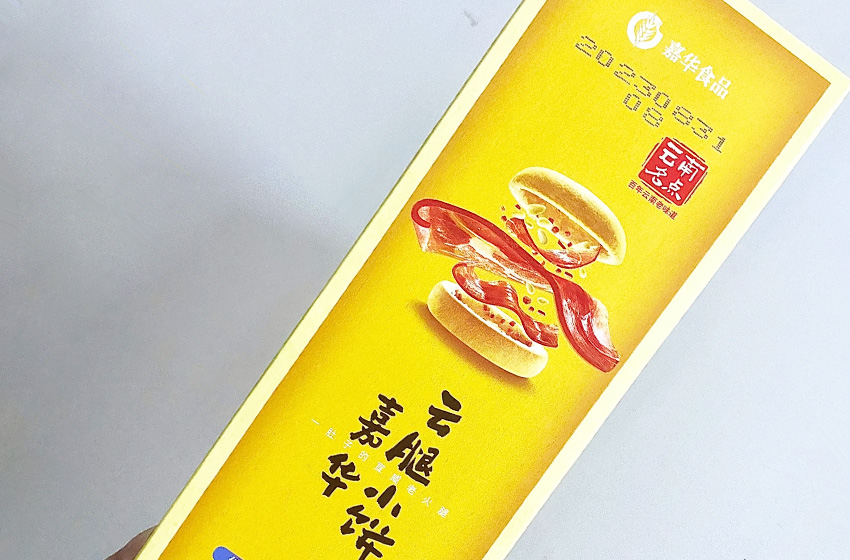 嘉华食品
20230831
08
云南
名点
百年云南老味道
云腿小饼
嘉华